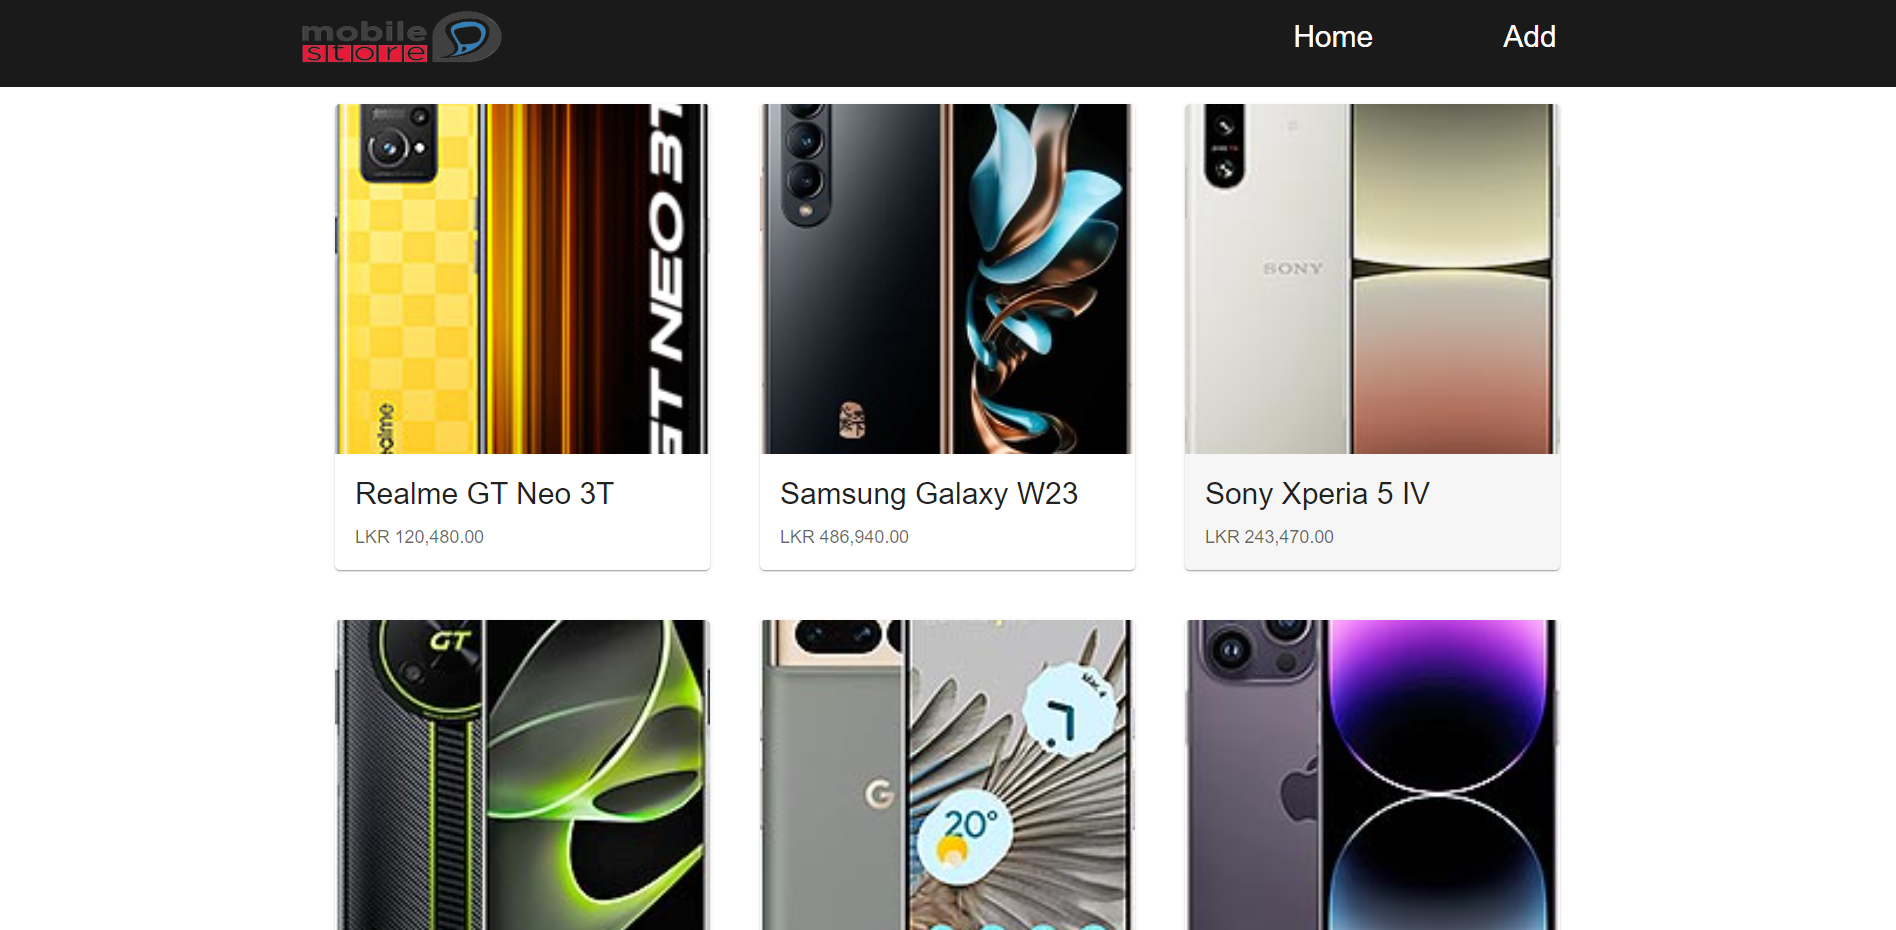 mobile
store
Home
Add
GT NEO 3T
realme
SONY
Realme GT Neo 3T
LKR 120,480.00
Samsung Galaxy W23
LKR 486,940.00
Sony Xperia 5 IV
LKR 243,470.00
GT
G
20°